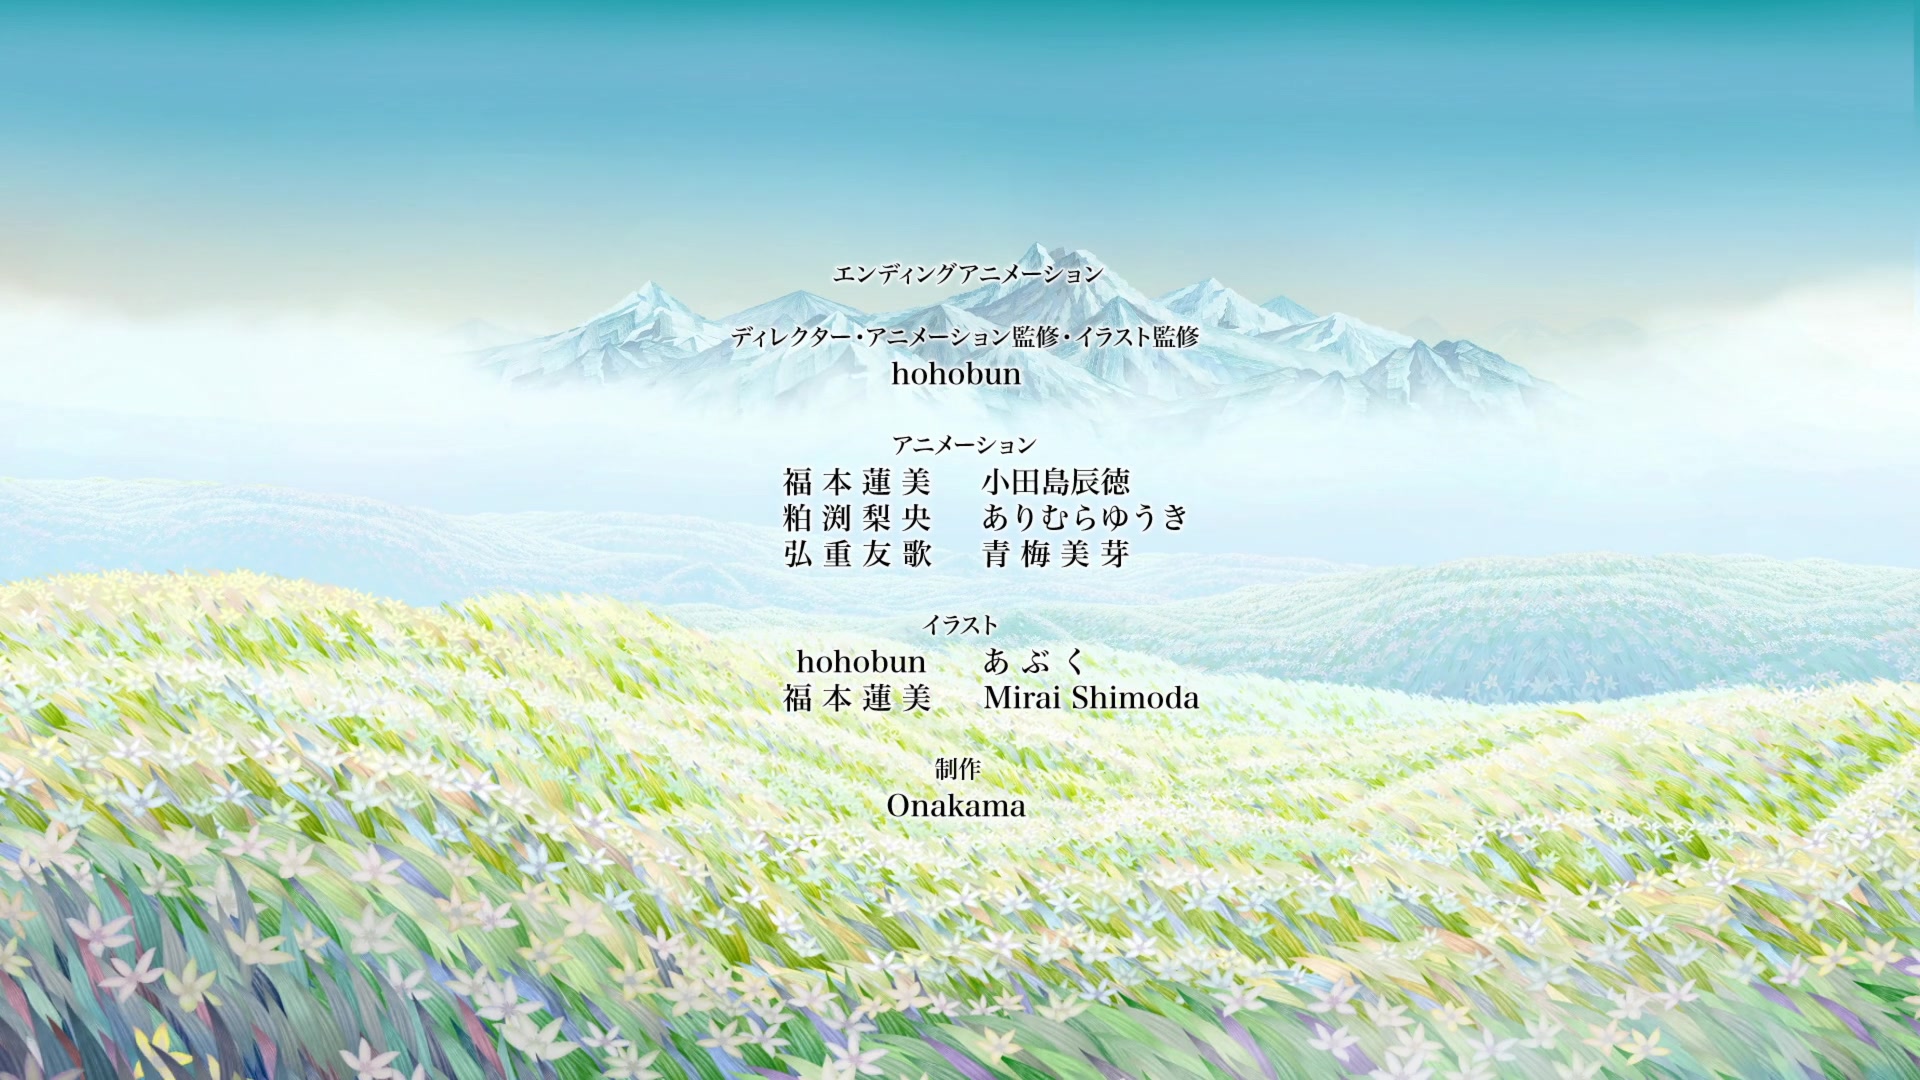 エンディングアニメーション
ディレクター・アニメーション監修・イラスト監修
hohobun
アニメーション
福本蓮美 小田島辰徳
粕渕梨央 ありむらゆうき
弘重友歌 青梅美芽
イラスト
hohobun あぶく
福本蓮美 Mirai Shimoda
制作
Onakama